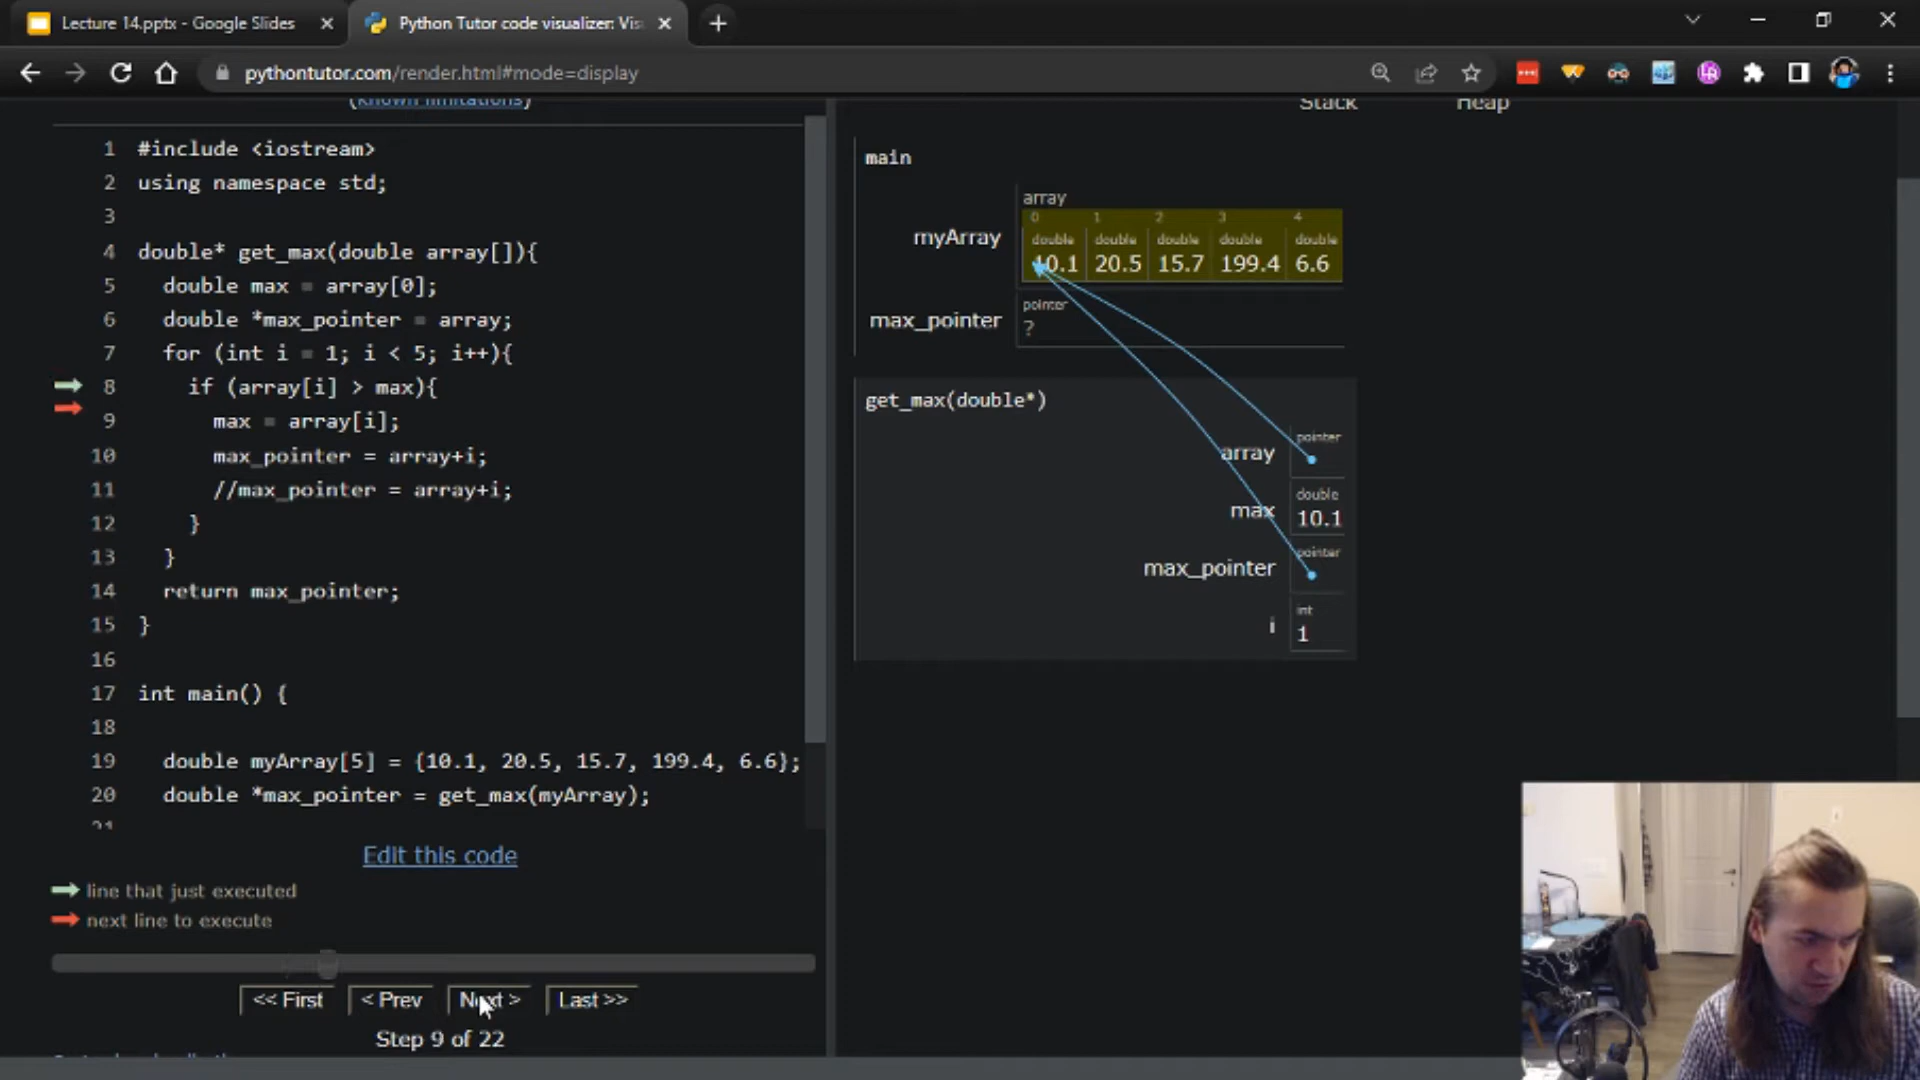 Lecture 14.pptx - Google Slides
Python Tutor code visualizer: Vis
pythontutor.com/render.html#mode=display
(known limitations)
1 #include <iostream>
2 using namespace std;
3
4 double* get_max(double array[]){
5 double max = array[0];
6 double *max_pointer = array;
7 for (int i = 1; i < 5; i++){
8 if (array[i] > max){
9 max = array[i];
10 max_pointer = array+i;
11 //max_pointer = array+i;
12 }
13 }
14 return max_pointer;
15 }
16
17 int main() {
18
19 double myArray[5] = {10.1, 20.5, 15.7, 199.4, 6.6};
20 double *max_pointer = get_max(myArray);
21
Edit this code
line that just executed
next line to execute
<< First < Prev Next > Last >>
Step 9 of 22
Stack Heap
main
array
0 1 2 3 4
myArray
double double double double double
10.1 20.5 15.7 199.4 6.6
pointer
max_pointer ?
get_max(double*)
pointer
array
double
max 10.1
pointer
max_pointer
int
i 1